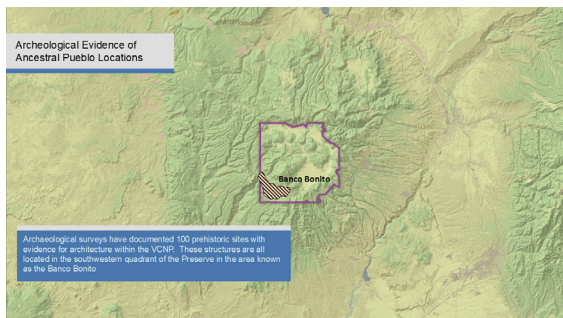 Archeological Evidence of
Ancestral Pueblo Locations
Banco Bonito
Archaeological surveys have documented 100 prehistoric sites with
evidence for architecture within the VCNP. These structures are all
located in the southwestern quadrant of the Preserve in the area known
as the Banco Bonito